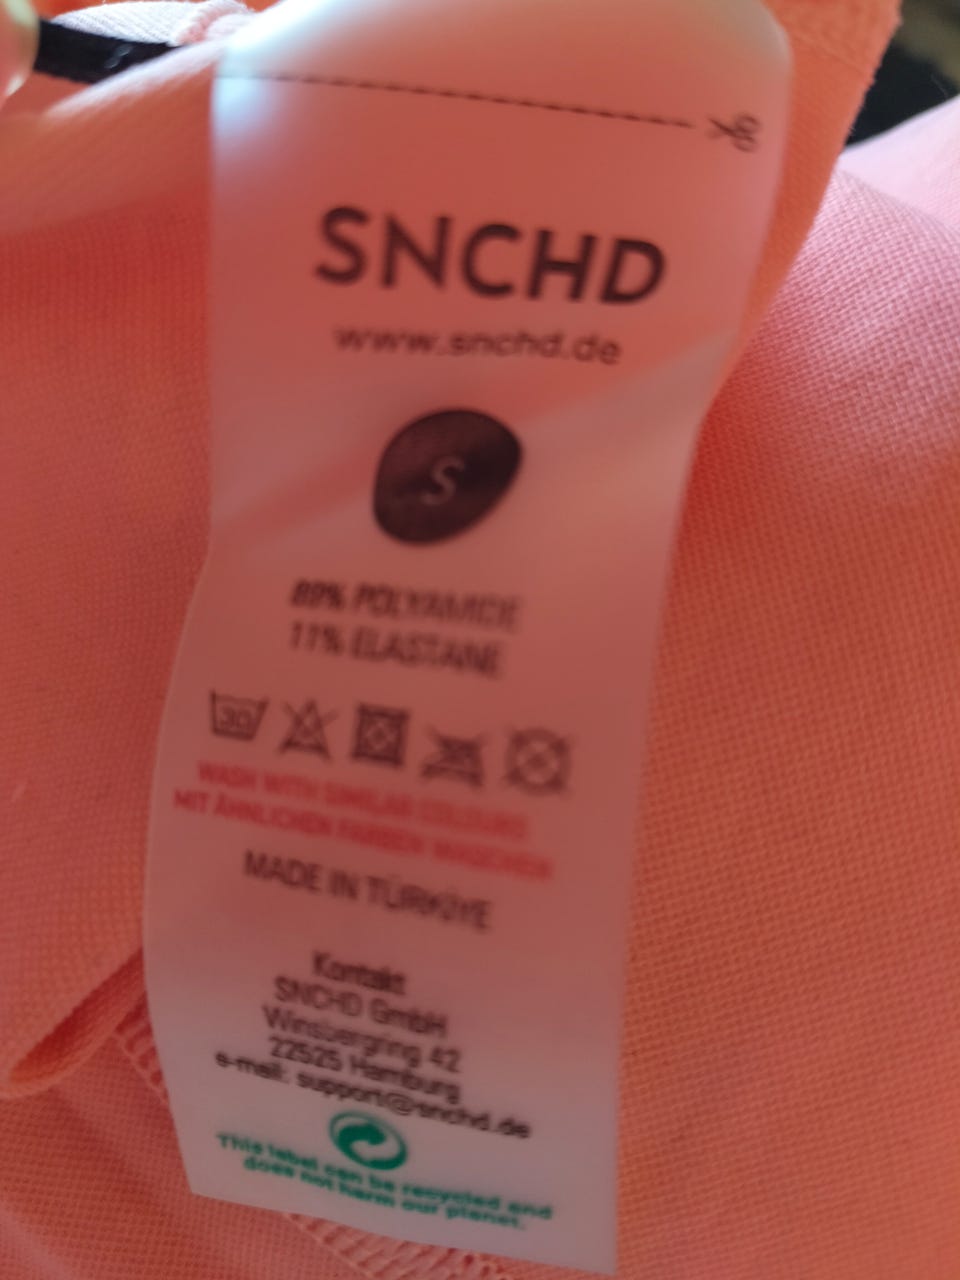 SNCHD
www.snchd.de
S
89% POLYAMIDE
11% ELASTANE
30
WASH WITH SIMILAR COLOURS
MIT ÄHNLICHEN FARBEN WASCHEN
MADE IN TÜRKİYE
Kontakt
SNCHD GmbH
Winsbergring 42
22525 Hamburg
e-mail: support@snchd.de
This label can be recycled and
does not harm our planet.